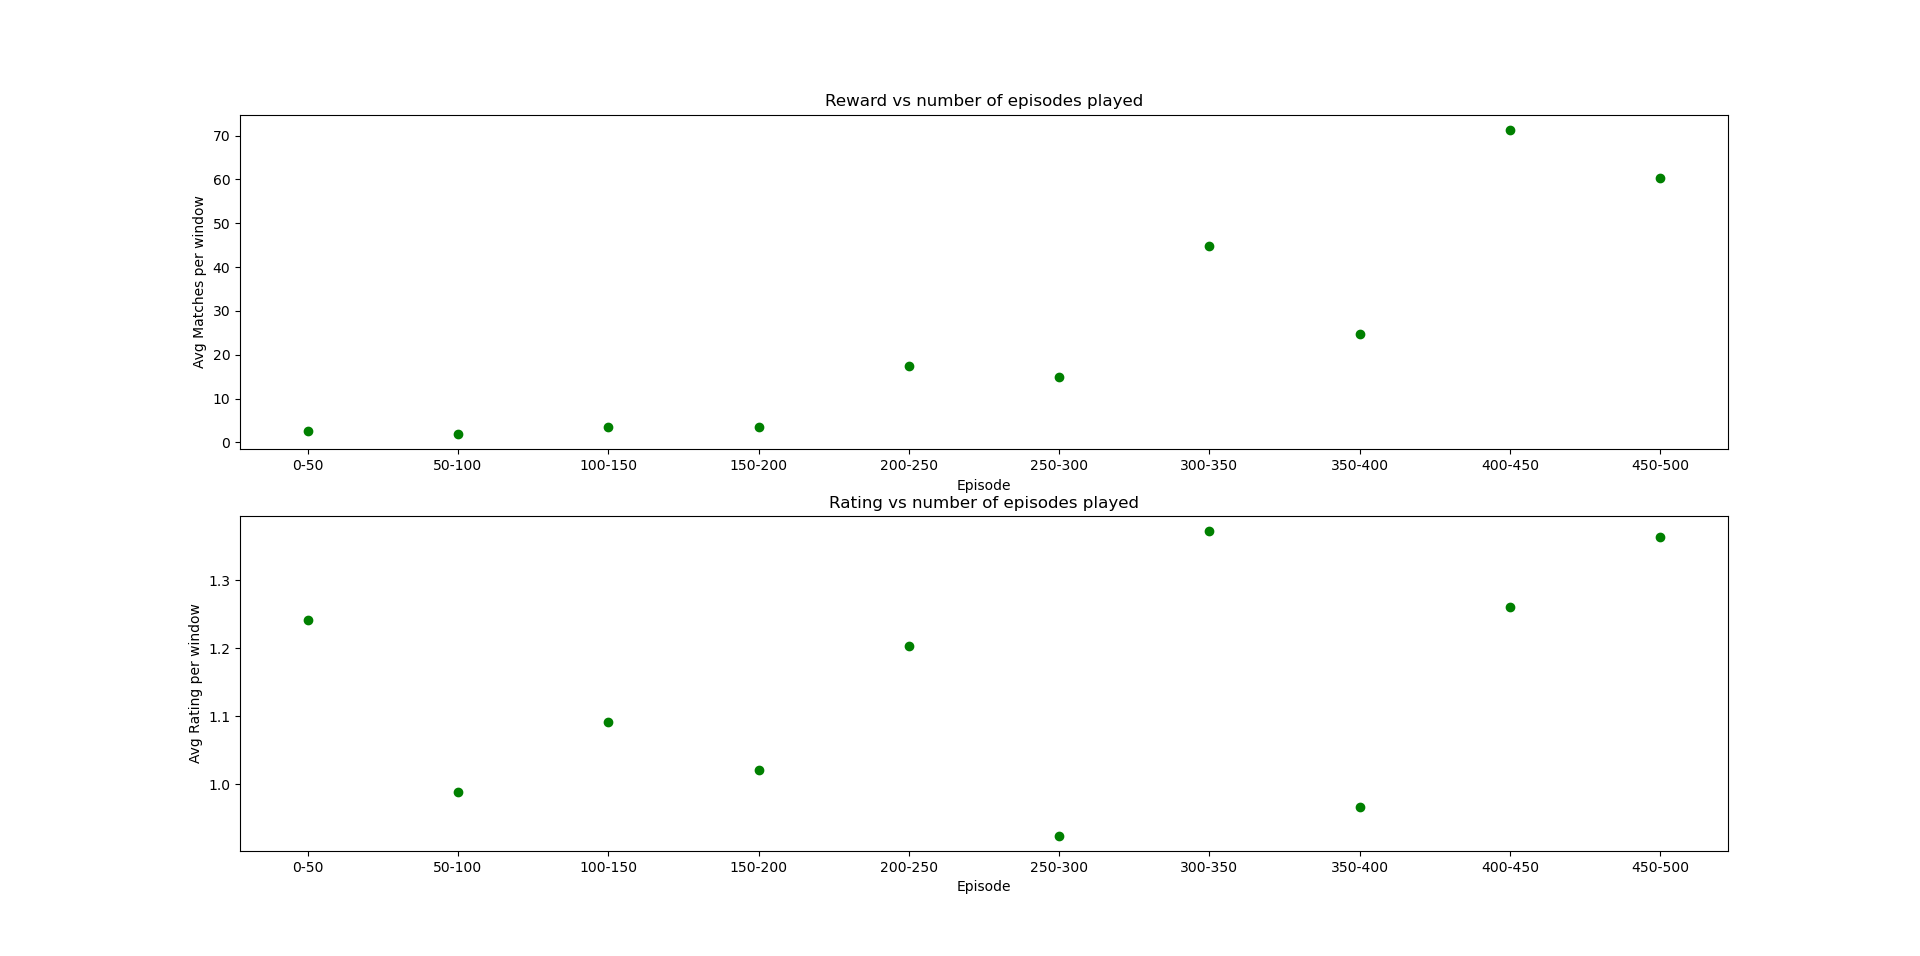 Reward vs number of episodes played
Avg Matches per window
70
60
50
40
30
20
10
0
0-50 50-100 100-150 150-200 200-250 250-300 300-350 350-400 400-450 450-500
Episode
Rating vs number of episodes played
Avg Rating per window
1.3
1.2
1.1
1.0
0-50 50-100 100-150 150-200 200-250 250-300 300-350 350-400 400-450 450-500
Episode